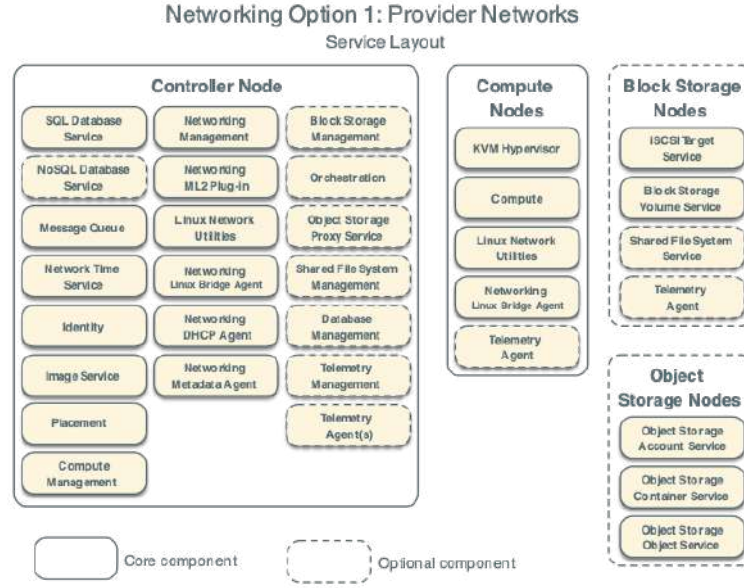 Networking Option 1: Provider Networks
Service Layout
Controller Node
SQL Database
Service
Networking
Management
Block Storage
Management
NoSQL Database
Service
Networking
ML2 Plug-in
Orchestration
Message Queue
Linux Network
Utilities
Object Storage
Proxy Service
Network Time
Service
Networking
Linux Bridge Agent
Shared File System
Management
Identity
Networking
DHCP Agent
Database
Management
Image Service
Networking
Metadata Agent
Telemetry
Management
Placement
Telemetry
Agent(s)
Compute
Management
Compute
Nodes
KVM Hypervisor
Compute
Linux Network
Utilities
Networking
Linux Bridge Agent
Telemetry
Agent
Block Storage
Nodes
iSCSI Target
Service
Block Storage
Volume Service
Shared File System
Service
Telemetry
Agent
Object
Storage Nodes
Object Storage
Account Service
Object Storage
Container Service
Object Storage
Object Service
Core component
Optional component